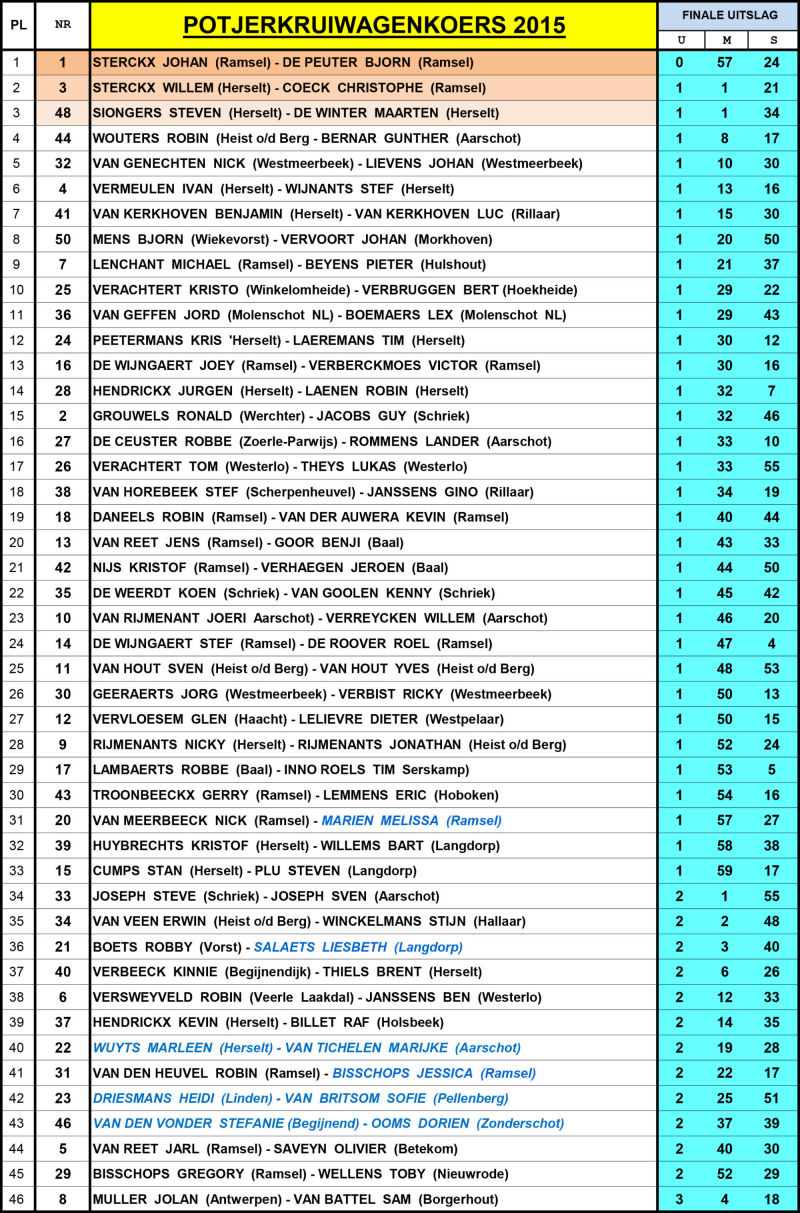 PL NR POTJERKRUIWAGENKOERS 2015 FINALE UITSLAG
U M S
1 1 STERCKX JOHAN (Ramsel) - DE PEUTER BJORN (Ramsel) 0 57 24
2 3 STERCKX WILLEM (Herselt) - COECK CHRISTOPHE (Ramsel) 1 1 21
3 48 SIONGERS STEVEN (Herselt) - DE WINTER MAARTEN (Herselt) 1 1 34
4 44 WOUTERS ROBIN (Heist o/d Berg - BERNAR GUNTHER (Aarschot) 1 8 17
5 32 VAN GENECHTEN NICK (Westmeerbeek) - LIEVENS JOHAN (Westmeerbeek) 1 10 30
6 4 VERMEULEN IVAN (Herselt) - WIJNANTS STEF (Herselt) 1 13 16
7 41 VAN KERKHOVEN BENJAMIN (Herselt) - VAN KERKHOVEN LUC (Rillaar) 1 15 30
8 50 MENS BJORN (Wiekevorst) - VERVOORT JOHAN (Morkhoven) 1 20 50
9 7 LENCHANT MICHAEL (Ramsel) - BEYENS PIETER (Hulshout) 1 21 37
10 25 VERACHTERT KRISTO (Winkelomheide) - VERBRUGGEN BERT (Hoekheide) 1 29 22
11 36 VAN GEFFEN JORD (Molenschot NL) - BOEMAERS LEX (Molenschot NL) 1 29 43
12 24 PEETERMANS KRIS 'Herselt) - LAEREMANS TIM (Herselt) 1 30 12
13 16 DE WIJNGAERT JOEY (Ramsel) - VERBERCKMOES VICTOR (Ramsel) 1 30 16
14 28 HENDRICKX JURGEN (Herselt) - LAENEN ROBIN (Herselt) 1 32 7
15 2 GROUWELS RONALD (Werchter) - JACOBS GUY (Schriek) 1 32 46
16 27 DE CEUSTER ROBBE (Zoerle-Parwijs) - ROMMENS LANDER (Aarschot) 1 33 10
17 26 VERACHTERT TOM (Westerlo) - THEYS LUKAS (Westerlo) 1 33 55
18 38 VAN HOREBEEK STEF (Scherpenheuvel) - JANSSENS GINO (Rillaar) 1 34 19
19 18 DANEELS ROBIN (Ramsel) - VAN DER AUWERA KEVIN (Ramsel) 1 40 44
20 13 VAN REET JENS (Ramsel) - GOOR BENJI (Baal) 1 43 33
21 42 NIJS KRISTOF (Ramsel) - VERHAEGEN JEROEN (Baal) 1 44 50
22 35 DE WEERDT KOEN (Schriek) - VAN GOOLEN KENNY (Schriek) 1 45 42
23 10 VAN RIJMENANT JOERI Aarschot) - VERREYCKEN WILLEM (Aarschot) 1 46 20
24 14 DE WIJNGAERT STEF (Ramsel) - DE ROOVER ROEL (Ramsel) 1 47 4
25 11 VAN HOUT SVEN (Heist o/d Berg) - VAN HOUT YVES (Heist o/d Berg) 1 48 53
26 30 GEERAERTS JORG (Westmeerbeek) - VERBIST RICKY (Westmeerbeek) 1 50 13
27 12 VERVLOESEM GLEN (Haacht) - LELIEVRE DIETER (Westpelaar) 1 50 15
28 9 RIJMENANTS NICKY (Herselt) - RIJMENANTS JONATHAN (Heist o/d Berg) 1 52 24
29 17 LAMBAERTS ROBBE (Baal) - INNO ROELS TIM Serskamp) 1 53 5
30 43 TROONBEECKX GERRY (Ramsel) - LEMMENS ERIC (Hoboken) 1 54 16
31 20 VAN MEERBEECK NICK (Ramsel) - MARIEN MELISSA (Ramsel) 1 57 27
32 39 HUYBRECHTS KRISTOF (Herselt) - WILLEMS BART (Langdorp) 1 58 38
33 15 CUMPS STAN (Herselt) - PLU STEVEN (Langdorp) 1 59 17
34 33 JOSEPH STEVE (Schriek) - JOSEPH SVEN (Aarschot) 2 1 55
35 34 VAN VEEN ERWIN (Heist o/d Berg) - WINCKELMANS STIJN (Hallaar) 2 2 48
36 21 BOETS ROBBY (Vorst) - SALAETS LIESBETH (Langdorp) 2 3 40
37 40 VERBEECK KINNIE (Begijnendijk) - THIELS BRENT (Herselt) 2 6 26
38 6 VERSWEYVELD ROBIN (Veerle Laakdal) - JANSSENS BEN (Westerlo) 2 12 33
39 37 HENDRICKX KEVIN (Herselt) - BILLET RAF (Holsbeek) 2 14 35
40 22 WUYTS MARLEEN (Herselt) - VAN TICHELEN MARIJKE (Aarschot) 2 19 28
41 31 VAN DEN HEUVEL ROBIN (Ramsel) - BISSCHOPS JESSICA (Ramsel) 2 22 17
42 23 DRIESMANS HEIDI (Linden) - VAN BRITSOM SOFIE (Pellenberg) 2 25 51
43 46 VAN DEN VONDER STEFANIE (Begijnend) - OOMS DORIEN (Zonderschot) 2 37 39
44 5 VAN REET JARL (Ramsel) - SAVEYN OLIVIER (Betekom) 2 40 30
45 29 BISSCHOPS GREGORY (Ramsel) - WELLENS TOBY (Nieuwrode) 2 52 29
46 8 MULLER JOLAN (Antwerpen) - VAN BATTEL SAM (Borgerhout) 3 4 18